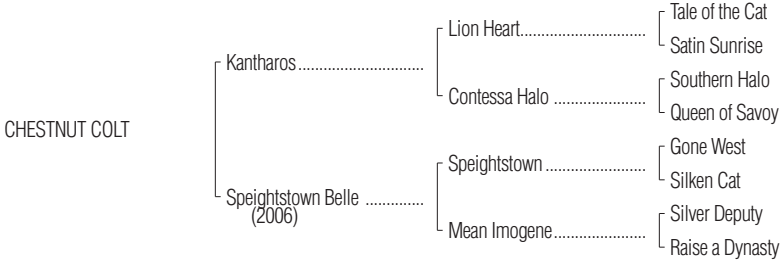 Tale of the Cat
Lion Heart..............................
Satin Sunrise
Kantharos..............................
Southern Halo
Contessa Halo ......................
Queen of Savoy
CHESTNUT COLT
Gone West
Speightstown ........................
Silken Cat
Speightstown Belle ..............
(2006)
Silver Deputy
Mean Imogene......................
Raise a Dynasty